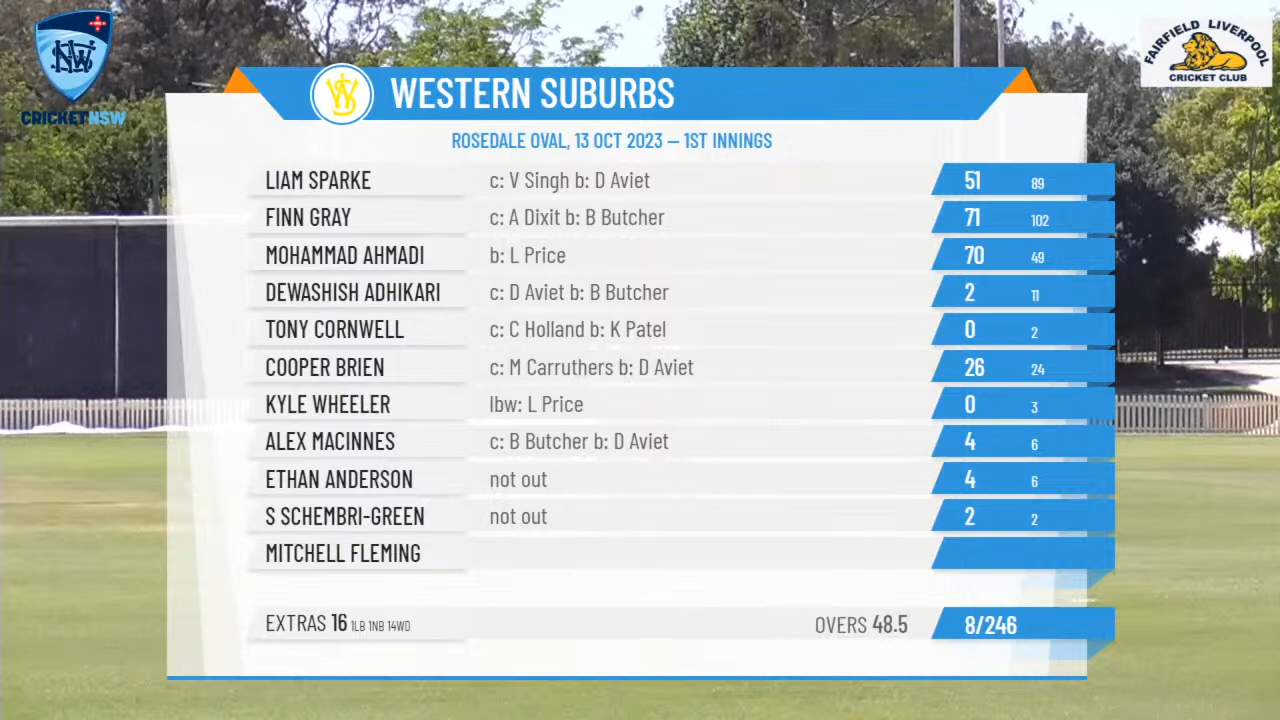 CRICKET NSW
FAIRFIELD LIVERPOOL
CRICKET CLUB
WESTERN SUBURBS
ROSEDALE OVAL, 13 OCT 2023 – 1ST INNINGS
LIAM SPARKE c: V Singh b: D Aviet 51 89
FINN GRAY c: A Dixit b: B Butcher 71 102
MOHAMMAD AHMADI b: L Price 70 49
DEWASHISH ADHIKARI c: D Aviet b: B Butcher 2 11
TONY CORNWELL c: C Holland b: K Patel 0 2
COOPER BRIEN c: M Carruthers b: D Aviet 26 24
KYLE WHEELER lbw: L Price 0 3
ALEX MACINNES c: B Butcher b: D Aviet 4 6
ETHAN ANDERSON not out 4 6
S SCHEMBRI-GREEN not out 2 2
MITCHELL FLEMING
EXTRAS 16 1LB 1NB 14WD OVERS 48.5 8/246